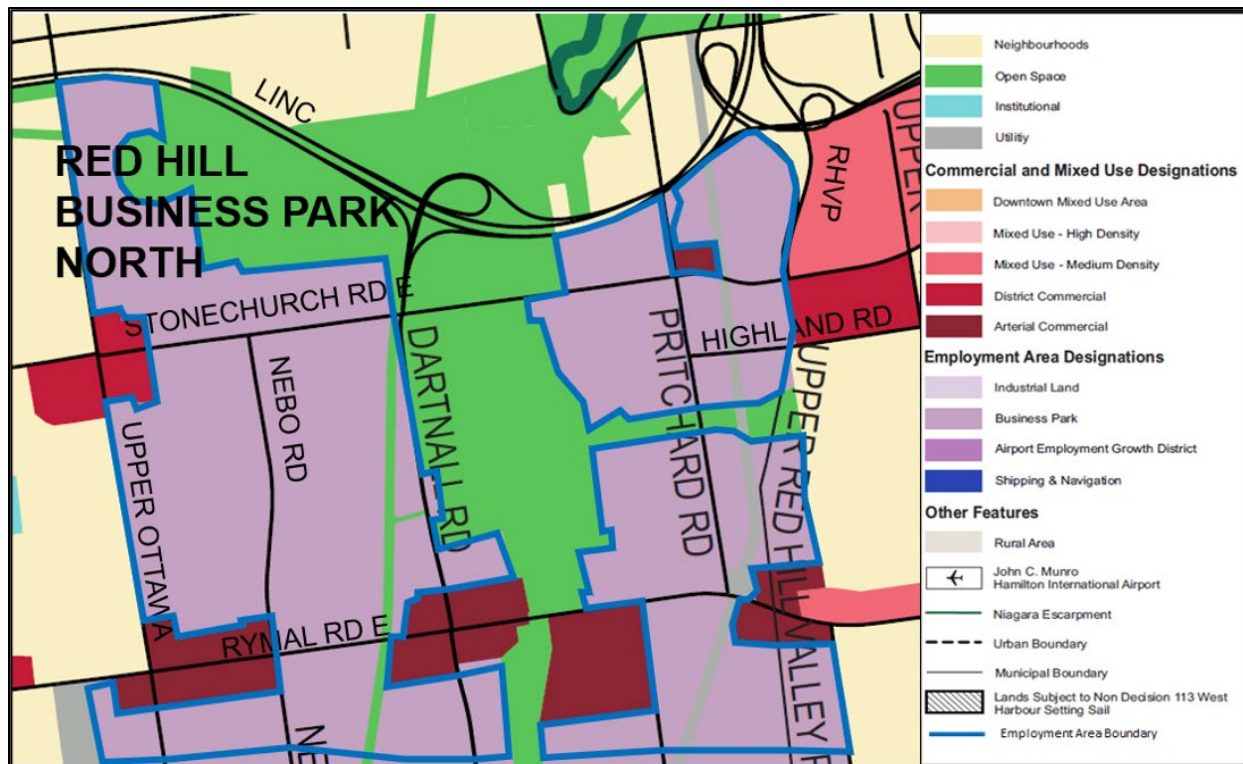 LINC
RED HILL
BUSINESS PARK
NORTH
RHVP
UPPER
STONECHURCH RD E
HIGHLAND RD
NEBO RD
DARTNALL RD
PRITCHARD RD
UPPER OTTAWA
UPPER RED HILL VALLEY P
RYMAL RD E
NE
Neighbourhoods
Open Space
Institutional
Utilitiy
Commercial and Mixed Use Designations
Downtown Mixed Use Area
Mixed Use - High Density
Mixed Use - Medium Density
District Commercial
Arterial Commercial
Employment Area Designations
Industrial Land
Business Park
Airport Employment Growth District
Shipping & Navigation
Other Features
Rural Area
John C. Munro
Hamilton International Airport
Niagara Escarpment
Urban Boundary
Municipal Boundary
Lands Subject to Non Decision 113 West
Harbour Setting Sail
Employment Area Boundary